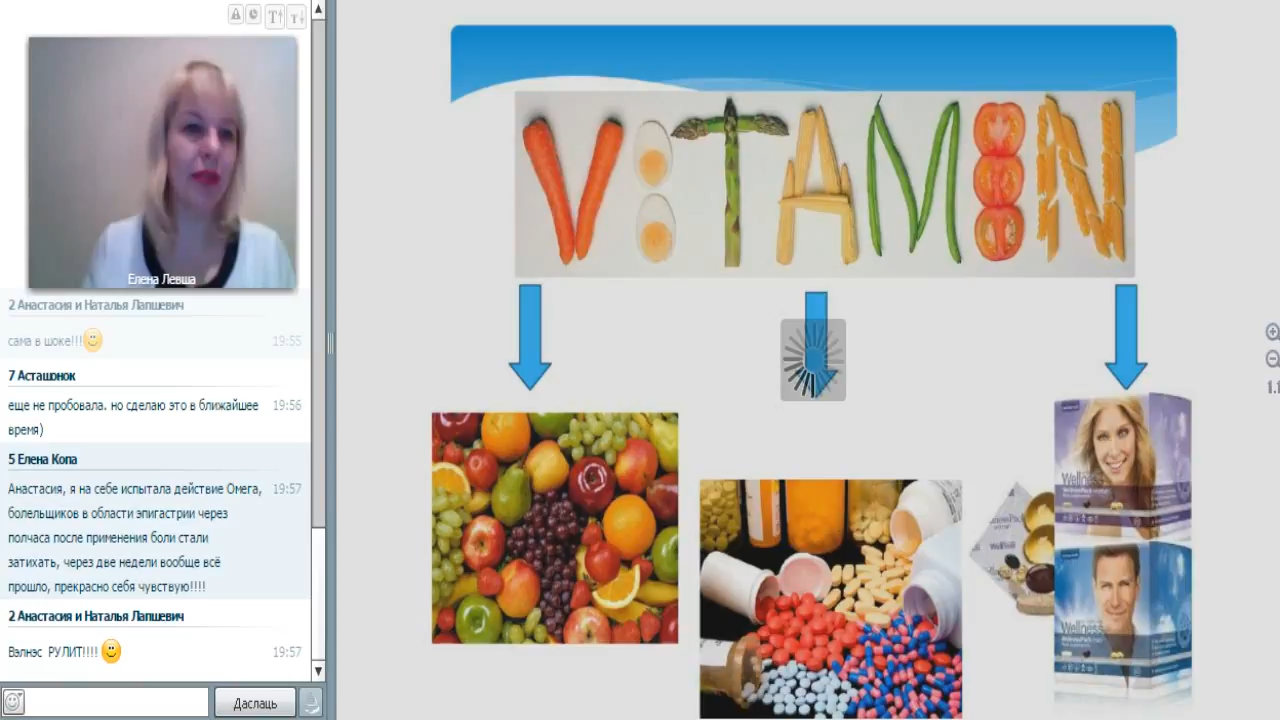 Елена Левша
2 Анастасия и Наталья Лапшевич
сама в шоке!!! 19:55
7 Асташонок
еще не пробовала. но сделаю это в ближайшее 19:56
время)
5 Елена Копа
Анастасия, я на себе испытала действие Омега, 19:57
болельщиков в области эпигастрии через
полчаса после применения боли стали
затихать, через две недели вообще всё
прошло, прекрасно себя чувствую!!!!
2 Анастасия и Наталья Лапшевич
Вэлнэс РУЛИТ!!!! 19:57
Даслаць
VITAMIN
Wellness
Wellness